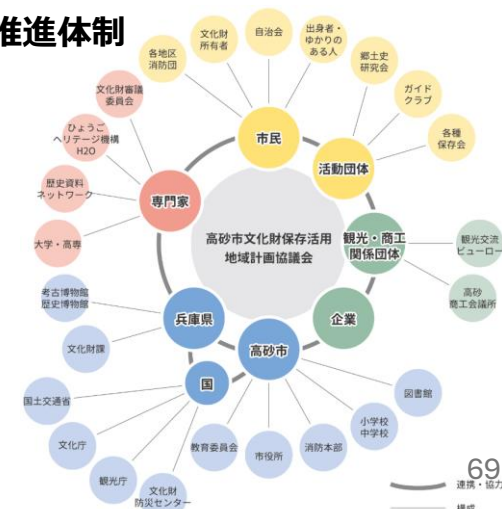 推進体制
各地区
消防団
文化財
所有者
自治会
出身者・
ゆかりの
ある人
郷土史
研究会
ガイド
クラブ
各種
保存会
文化財審議
委員会
ひょうご
ヘリテージ機構
H2O
歴史資料
ネットワーク
大学・高専
市民
活動団体
専門家
高砂市文化財保存活用
地域計画協議会
観光・商工
関係団体
観光交流
ビューロー
高砂
商工会議所
考古博物館
歴史博物館
文化財課
兵庫県
企業
高砂市
国
国土交通省
文化庁
観光庁
文化財
防災センター
教育委員会
市役所
消防本部
小学校
中学校
図書館
69
連携・協力
構成